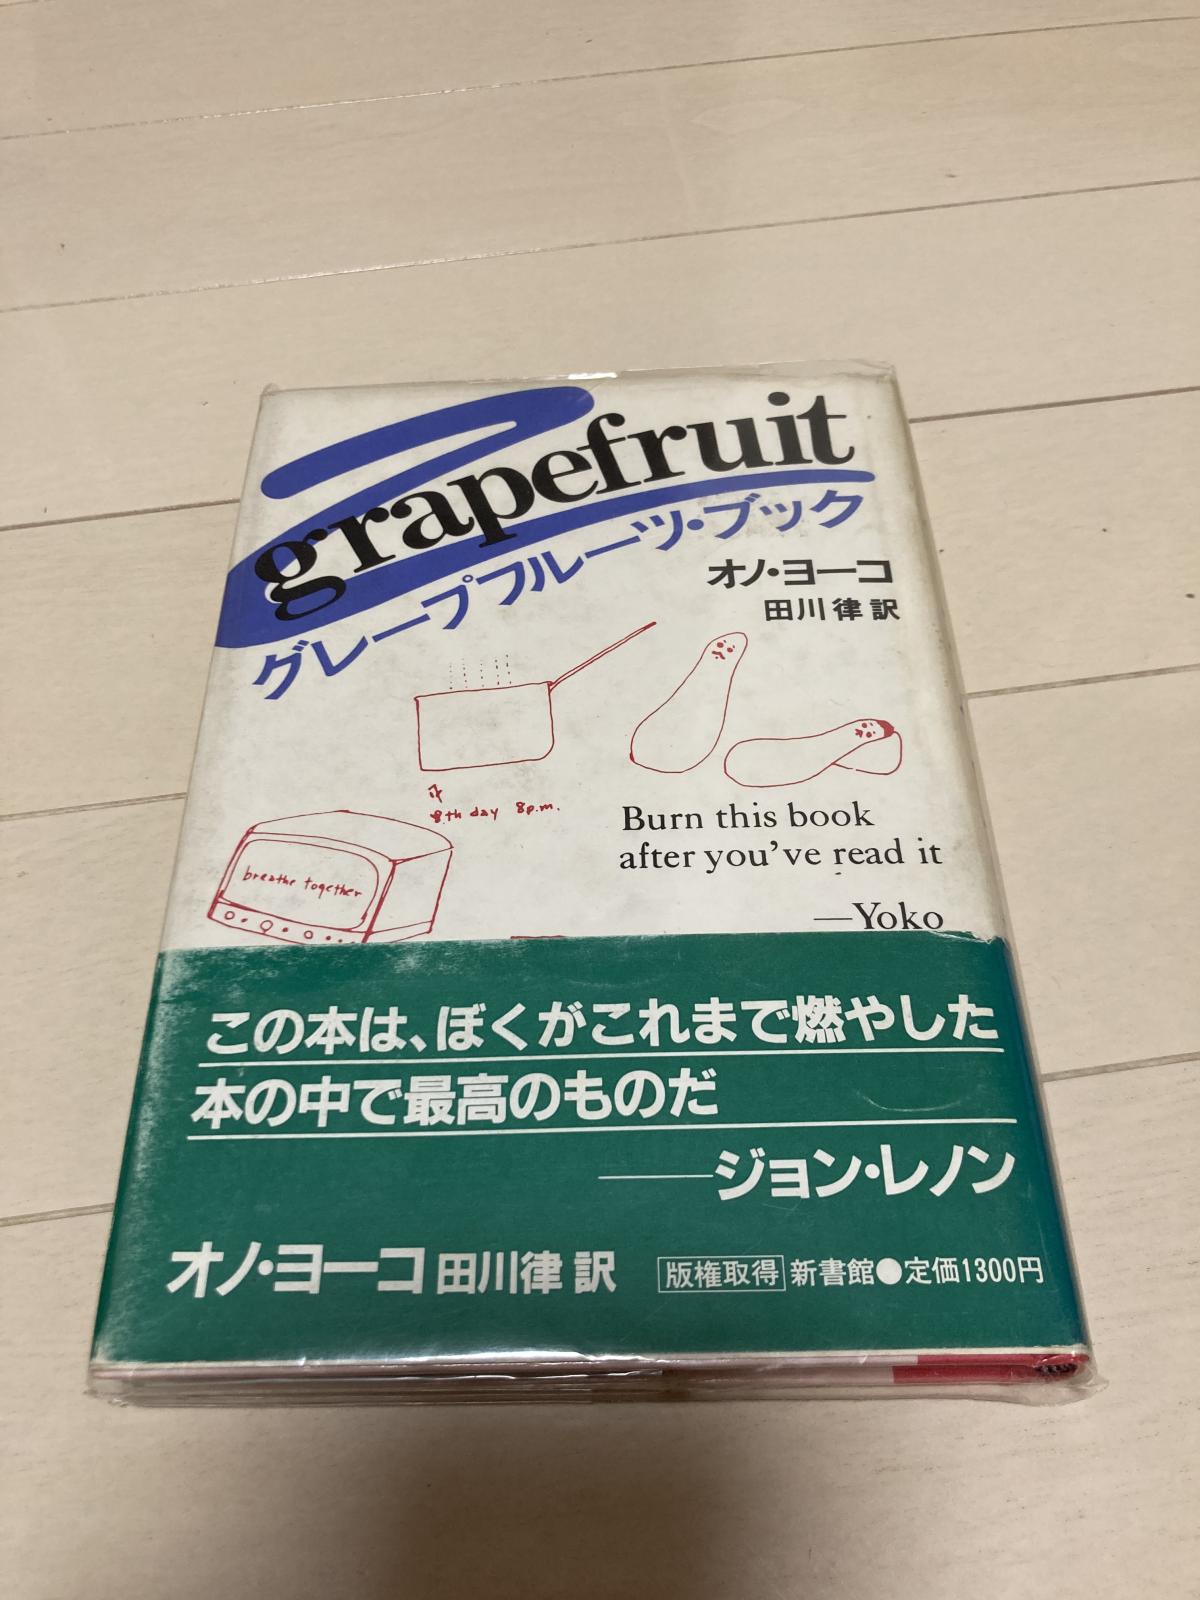 grapefruit
グレープフルーツ・ブック
オノ・ヨーコ
田川 律 訳
8th day 8p.m.
breathe together
Burn this book
after you've read it
—Yoko
この本は、ぼくがこれまで燃やした
本の中で最高のものだ
——ジョン・レノン
オノ・ヨーコ 田川律 訳 版権取得 新書館●定価1300円